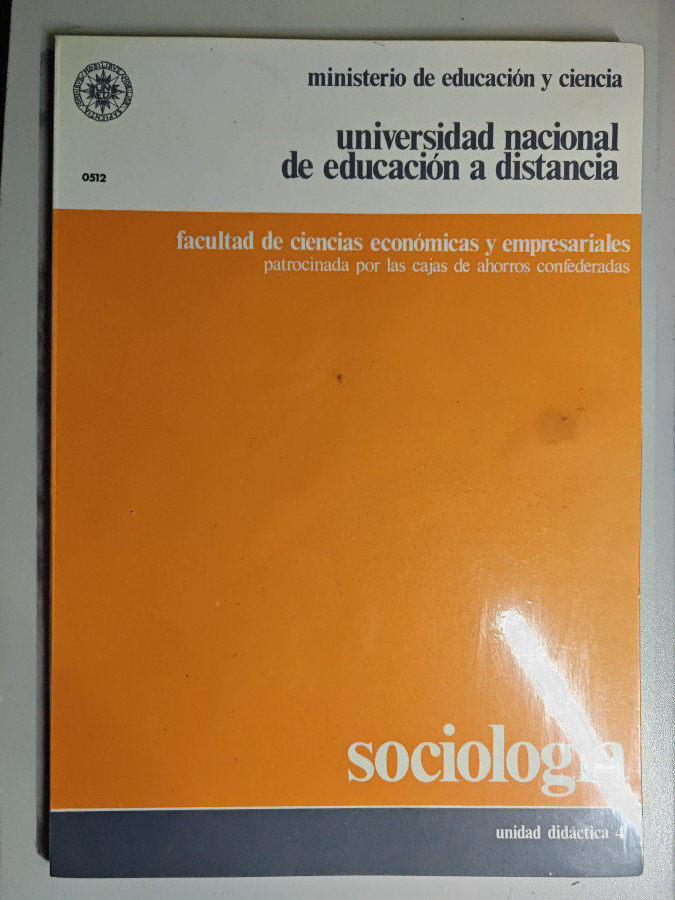 ministerio de educación y ciencia
universidad nacional
de educación a distancia
0512
facultad de ciencias económicas y empresariales
patrocinada por las cajas de ahorros confederadas
sociología
unidad didáctica 4